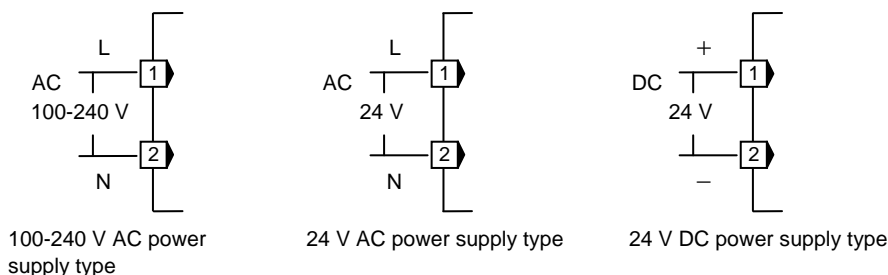 L
AC
100-240 V
N
1
2
100-240 V AC power
supply type
L
AC
24 V
N
1
2
24 V AC power supply type
+
DC
24 V
−
1
2
24 V DC power supply type